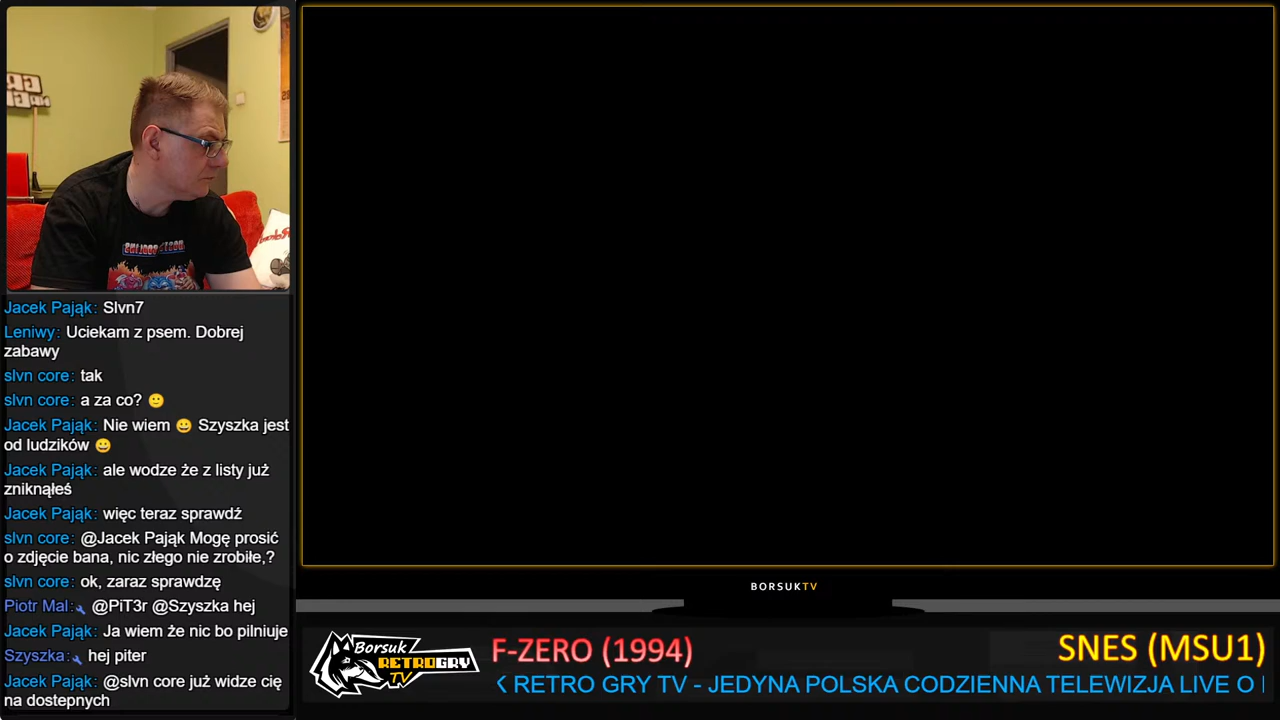 Jacek Pająk: Slvn7
Leniwy: Uciekam z psem. Dobrej
zabawy
slvn core: tak
slvn core: a za co? 🙂
Jacek Pająk: Nie wiem 😀 Szyszka jest
od ludzików 😀
Jacek Pająk: ale wodze że z listy już
zniknąłeś
Jacek Pająk: więc teraz sprawdź
slvn core: @Jacek Pająk Mogę prosić
o zdjęcie bana, nic złego nie zrobiłe,?
slvn core: ok, zaraz sprawdzę
Piotr Mal: @PiT3r @Szyszka hej
Jacek Pająk: Ja wiem że nic bo pilniuje
Szyszka: hej piter
Jacek Pająk: @slvn core już widze cię
na dostepnych
BORSUKTV
Borsuk
RETROGRY
TV
F-ZERO (1994)
SNES (MSU1)
RETRO GRY TV - JEDYNA POLSKA CODZIENNA TELEWIZJA LIVE O